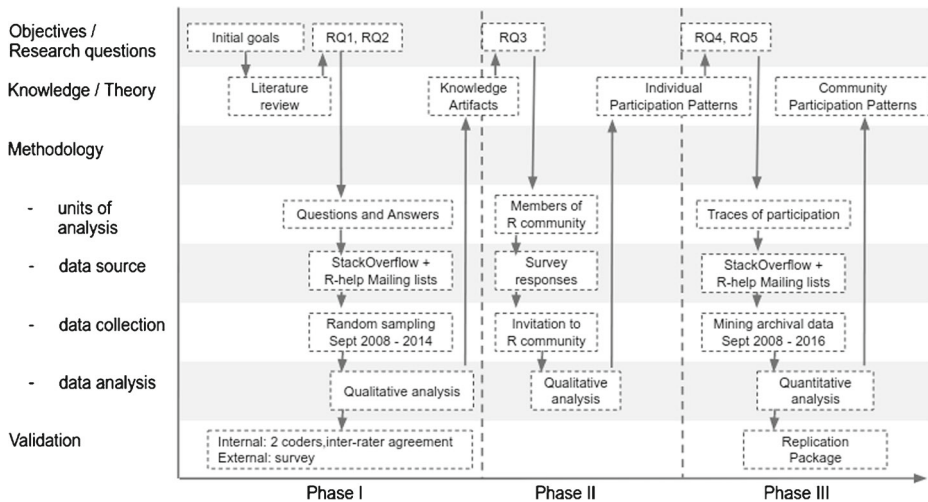 Objectives /
Research questions
Initial goals
RQ1, RQ2
RQ3
RQ4, RQ5
Knowledge / Theory
Literature
review
Knowledge
Artifacts
Individual
Participation Patterns
Community
Participation Patterns
Methodology
- units of
analysis
Questions and Answers
Members of
R community
Traces of participation
- data source
StackOverflow +
R-help Mailing lists
Survey
responses
StackOverflow +
R-help Mailing lists
- data collection
Random sampling
Sept 2008 - 2014
Invitation to
R community
Mining archival data
Sept 2008 - 2016
- data analysis
Qualitative analysis
Qualitative
analysis
Quantitative
analysis
Validation
Internal: 2 coders,inter-rater agreement
External: survey
Replication
Package
Phase I
Phase II
Phase III